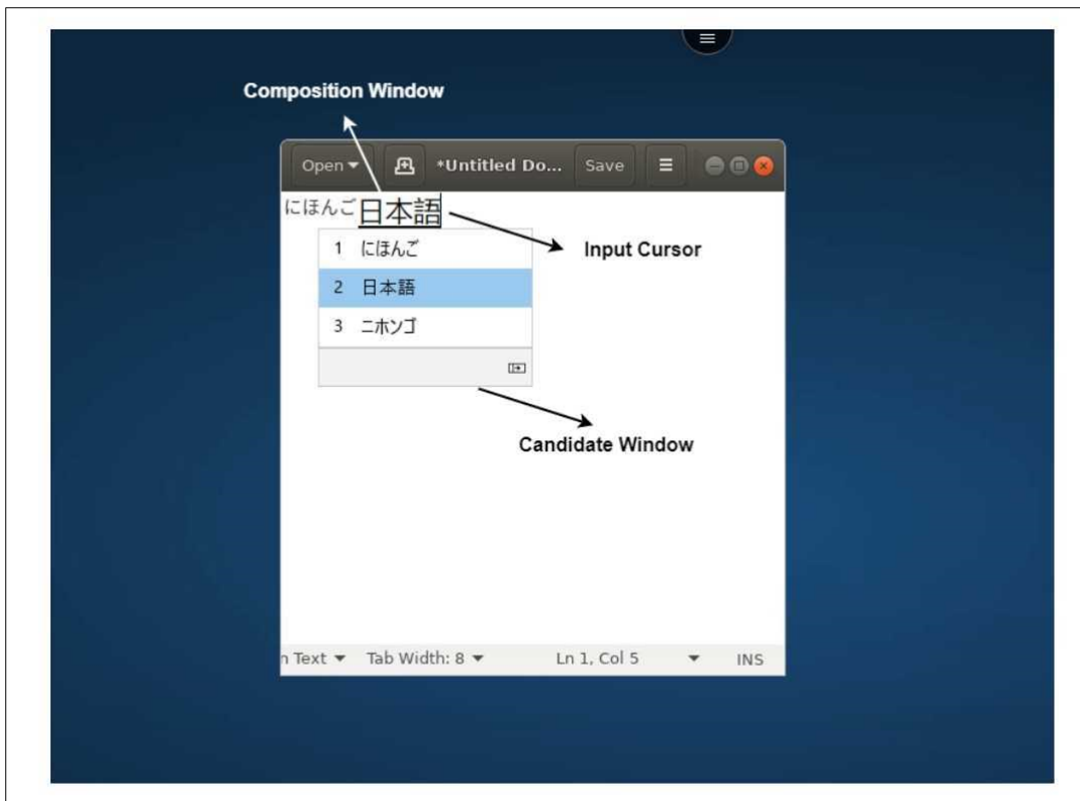 Composition Window
Open *Untitled Do... Save
にほんご日本語
Input Cursor
1 にほんご
2 日本語
3 ニホンゴ
Candidate Window
n Text Tab Width: 8 Ln 1, Col 5 INS